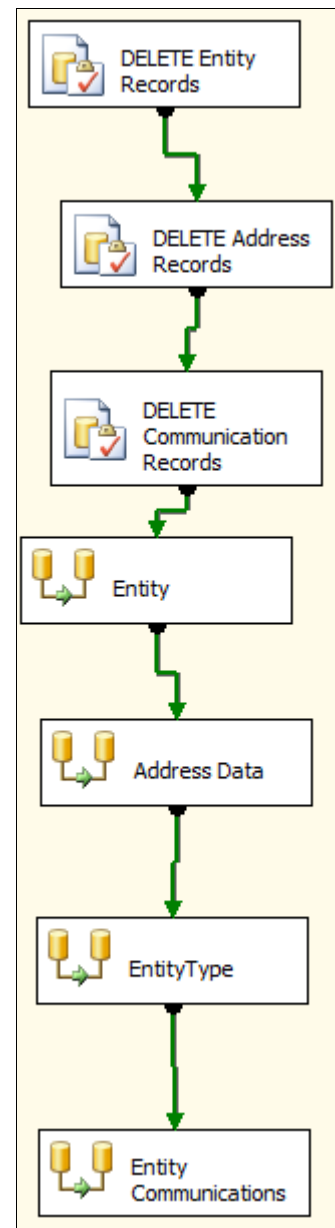 DELETE Entity
Records
DELETE Address
Records
DELETE
Communication
Records
Entity
Address Data
EntityType
Entity
Communications